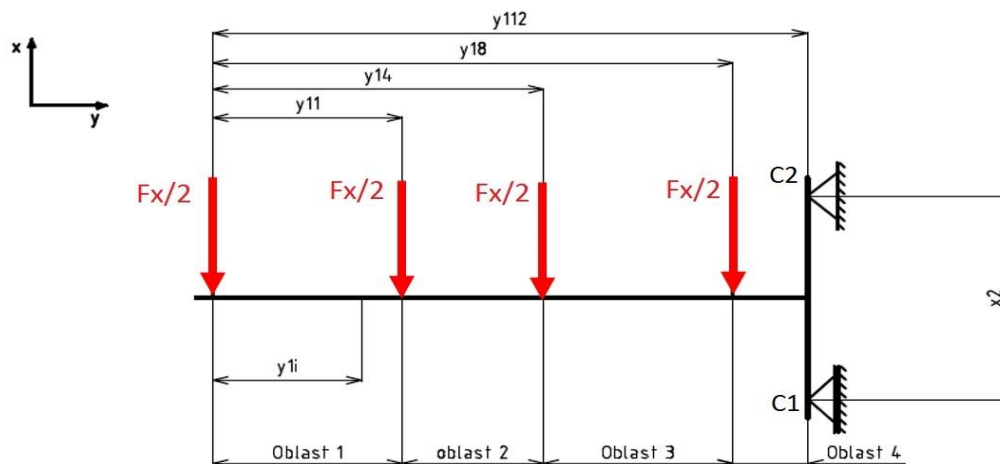 y112
x
y18
y14
y
y11
Fx/2 Fx/2 Fx/2 Fx/2 C2
x2
y1i
C1
Oblast 1 oblast 2 Oblast 3 Oblast 4